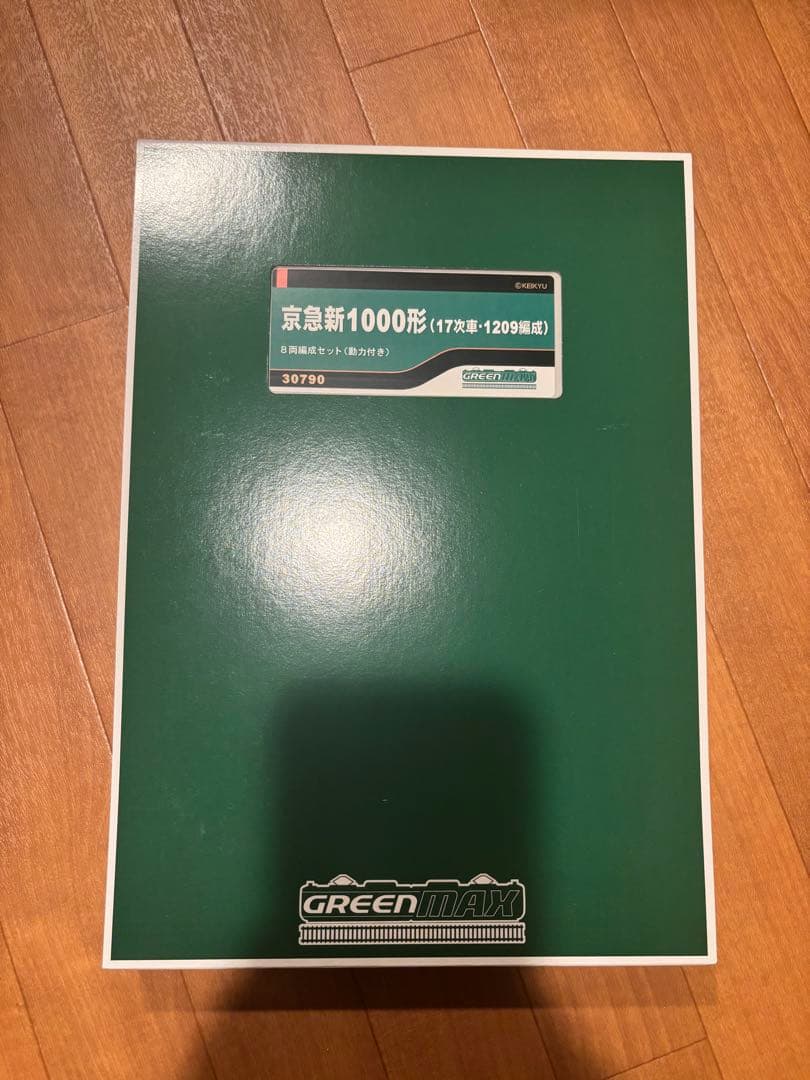 ©KEIKYU
京急新1000形(17次車・1209編成)
8両編成セット(動力付き)
30790
GREENMAX
GREENMAX